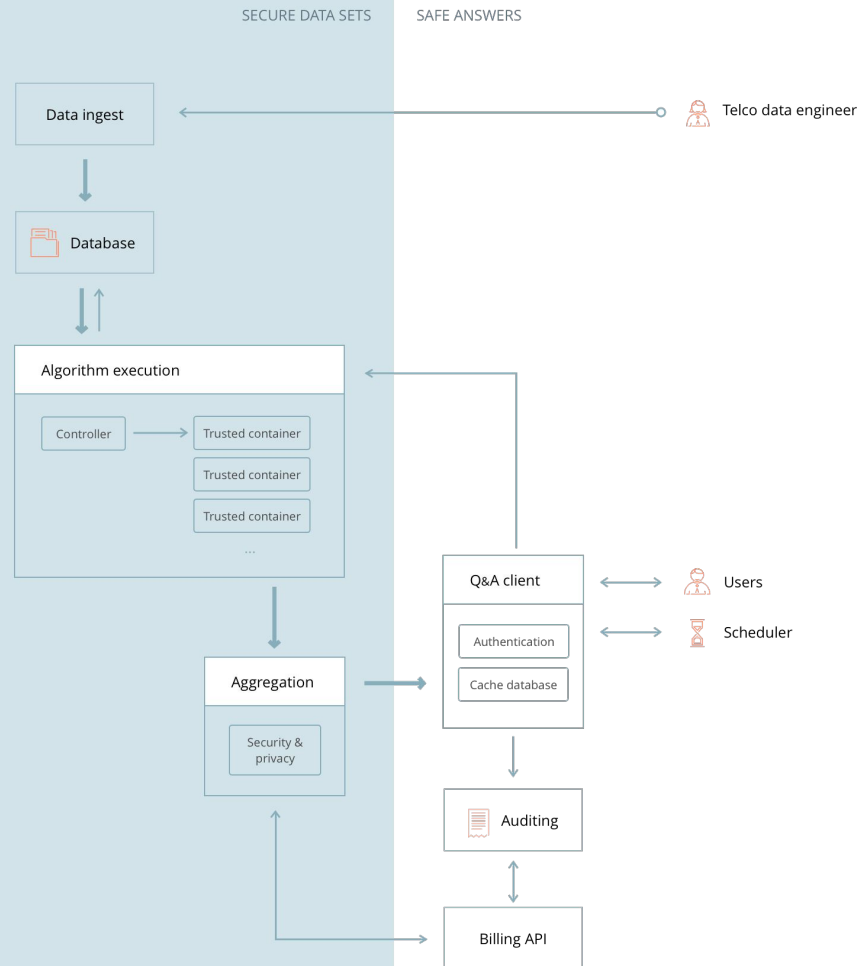 SECURE DATA SETS
SAFE ANSWERS
Data ingest
Telco data engineer
Database
Algorithm execution
Controller
Trusted container
Trusted container
Trusted container
...
Q&A client
Users
Authentication
Scheduler
Cache database
Aggregation
Security &
privacy
Auditing
Billing API